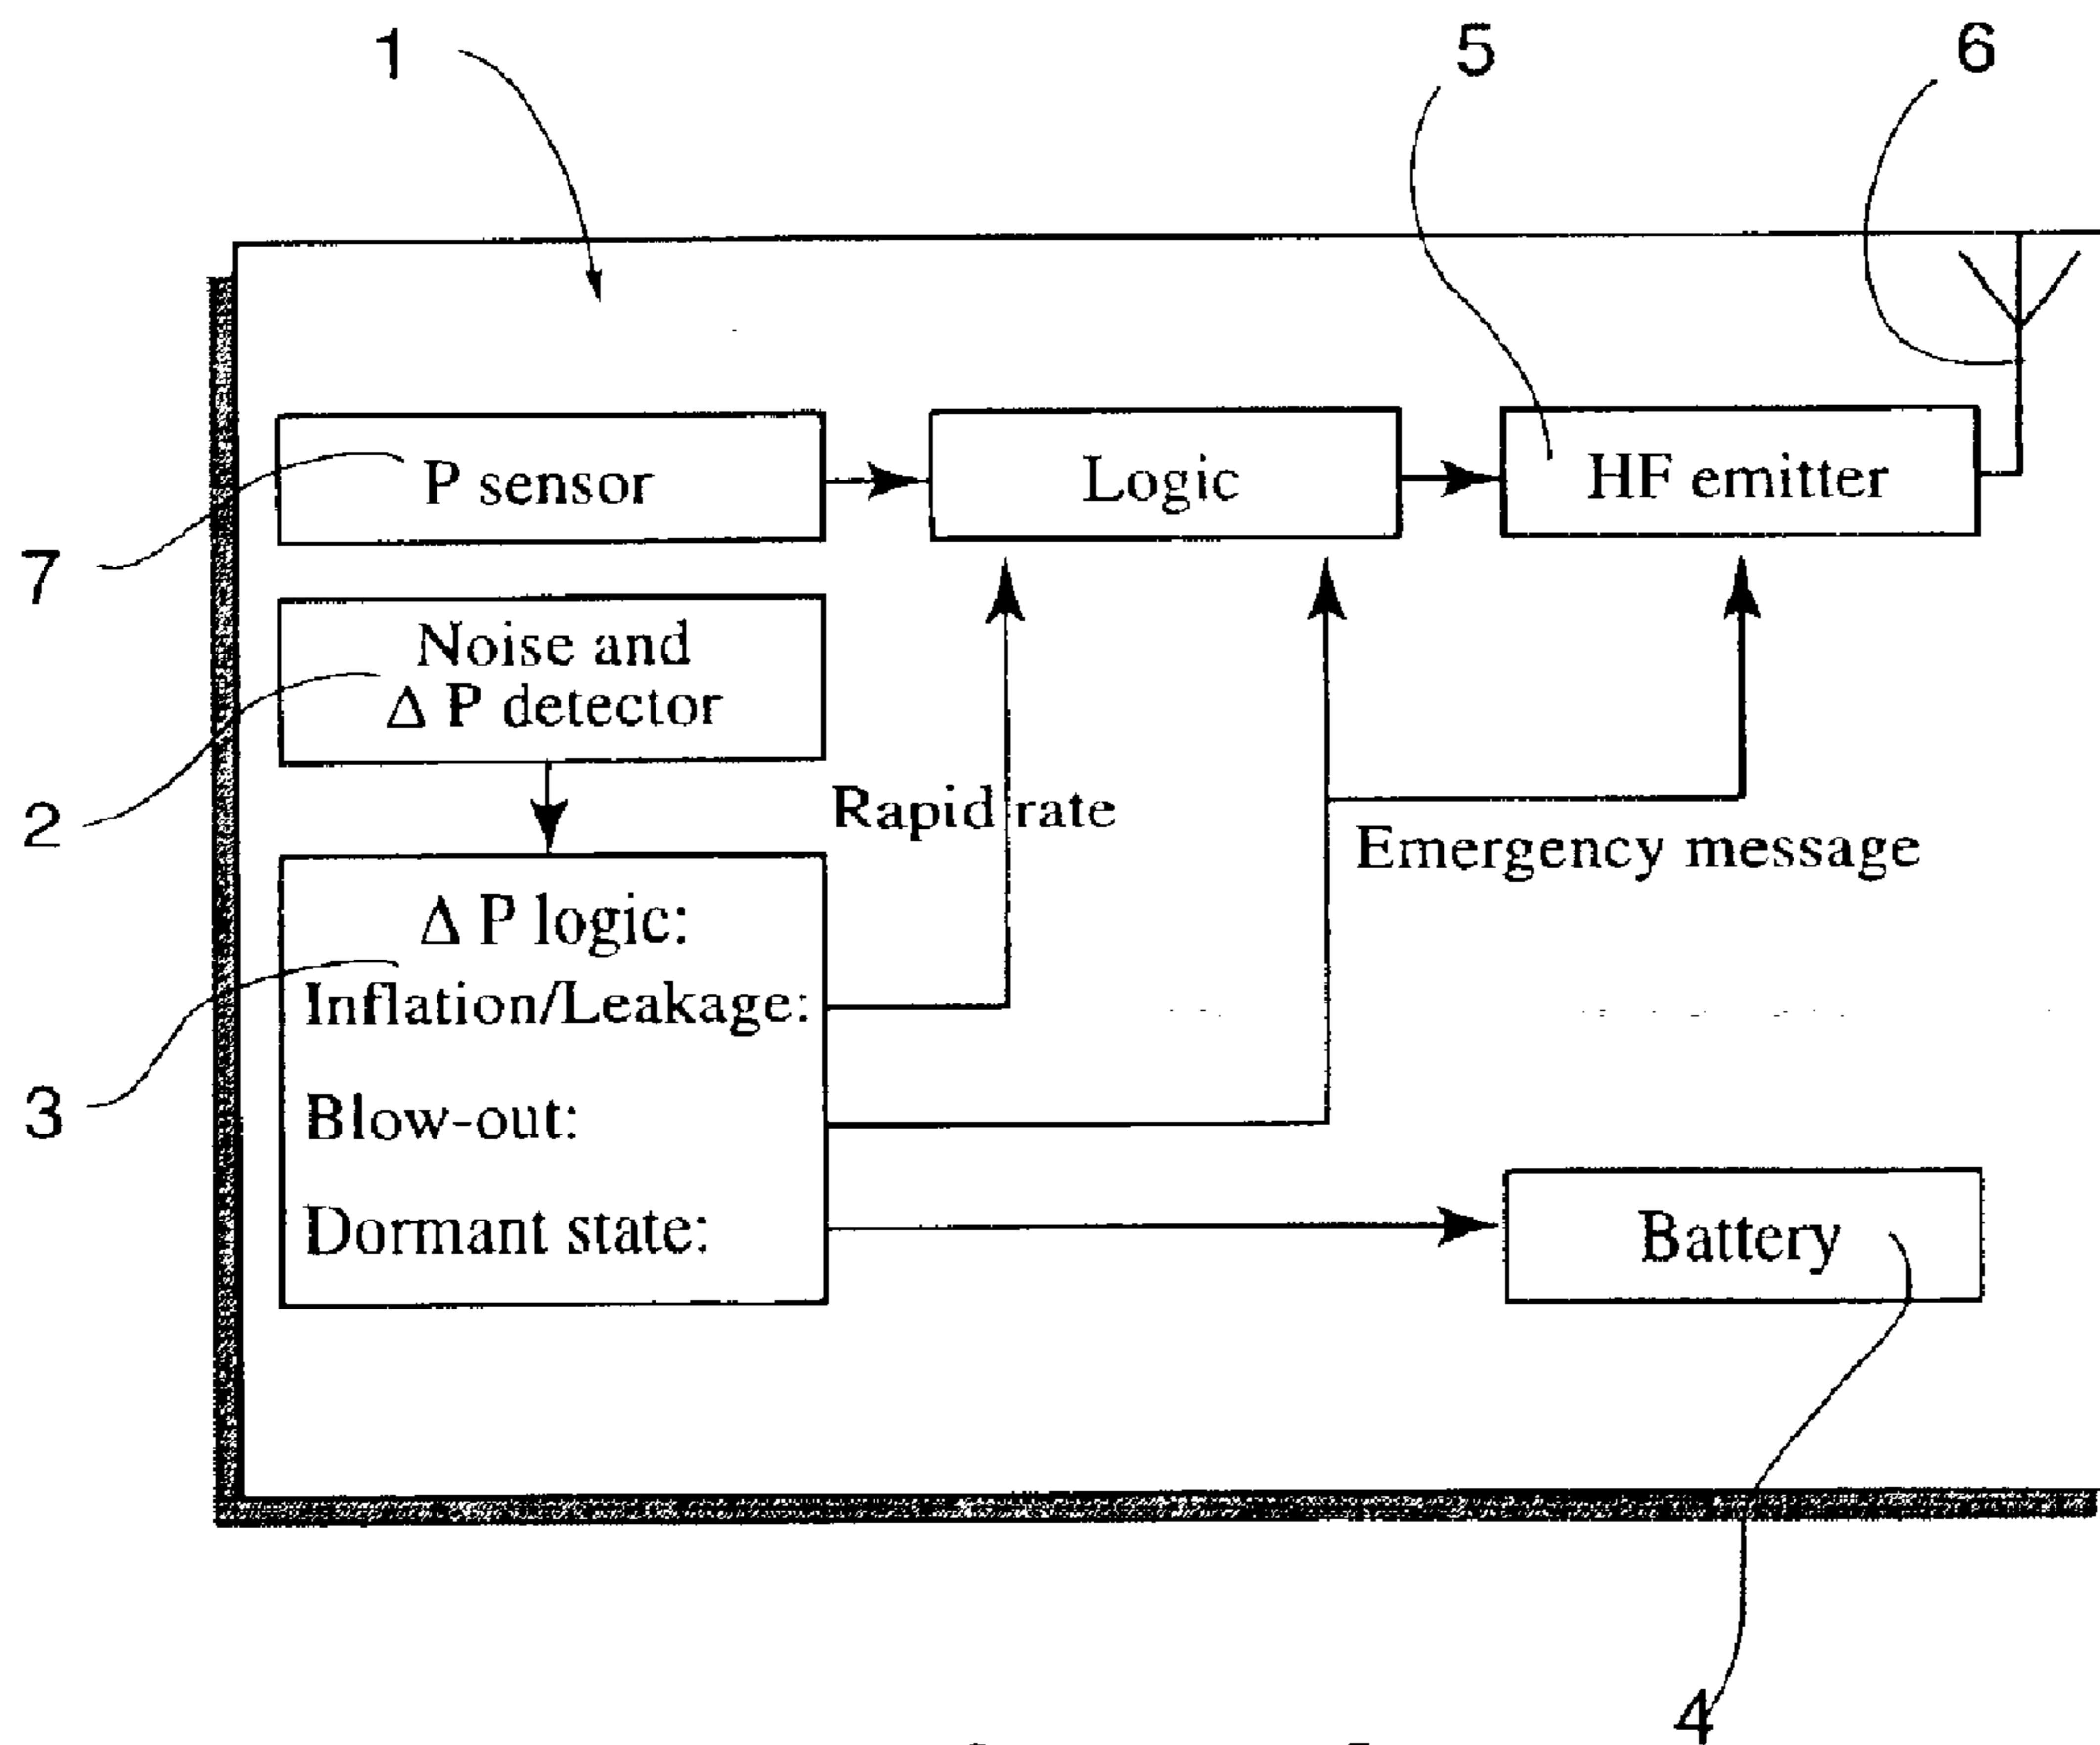 1
5
6
P sensor
Logic
HF emitter
7
Noise and
Δ P detector
2
Rapid rate
Emergency message
Δ P logic:
Inflation/Leakage:
3
Blow-out:
Dormant state:
Battery
4